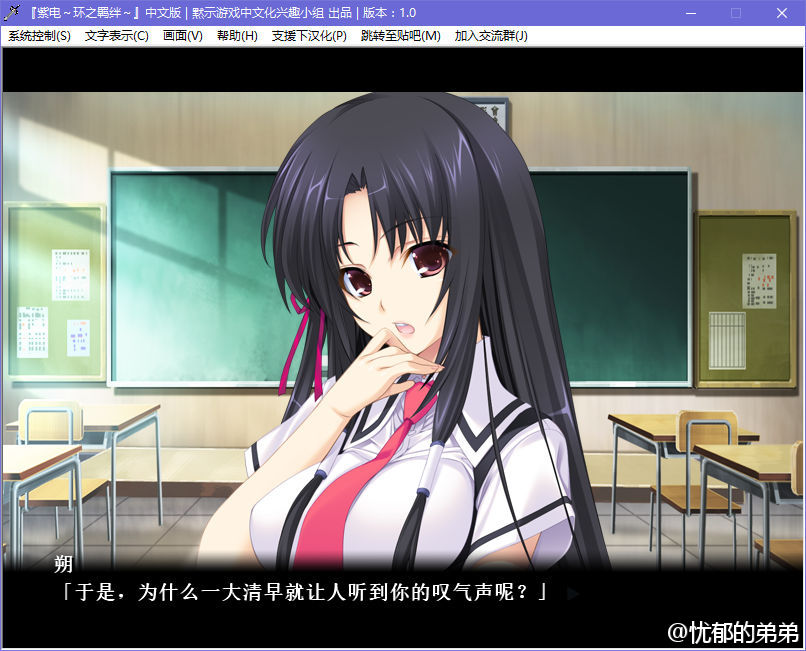 『紫电～环之羁绊～』中文版 | 默示游戏中文化兴趣小组 出品 | 版本：1.0
系统控制(S) 文字表示(C) 画面(V) 帮助(H) 支援下汉化(P) 跳转至贴吧(M) 加入交流群(J)
朔
「于是，为什么一大清早就让人听到你的叹气声呢？」
@忧郁的弟弟